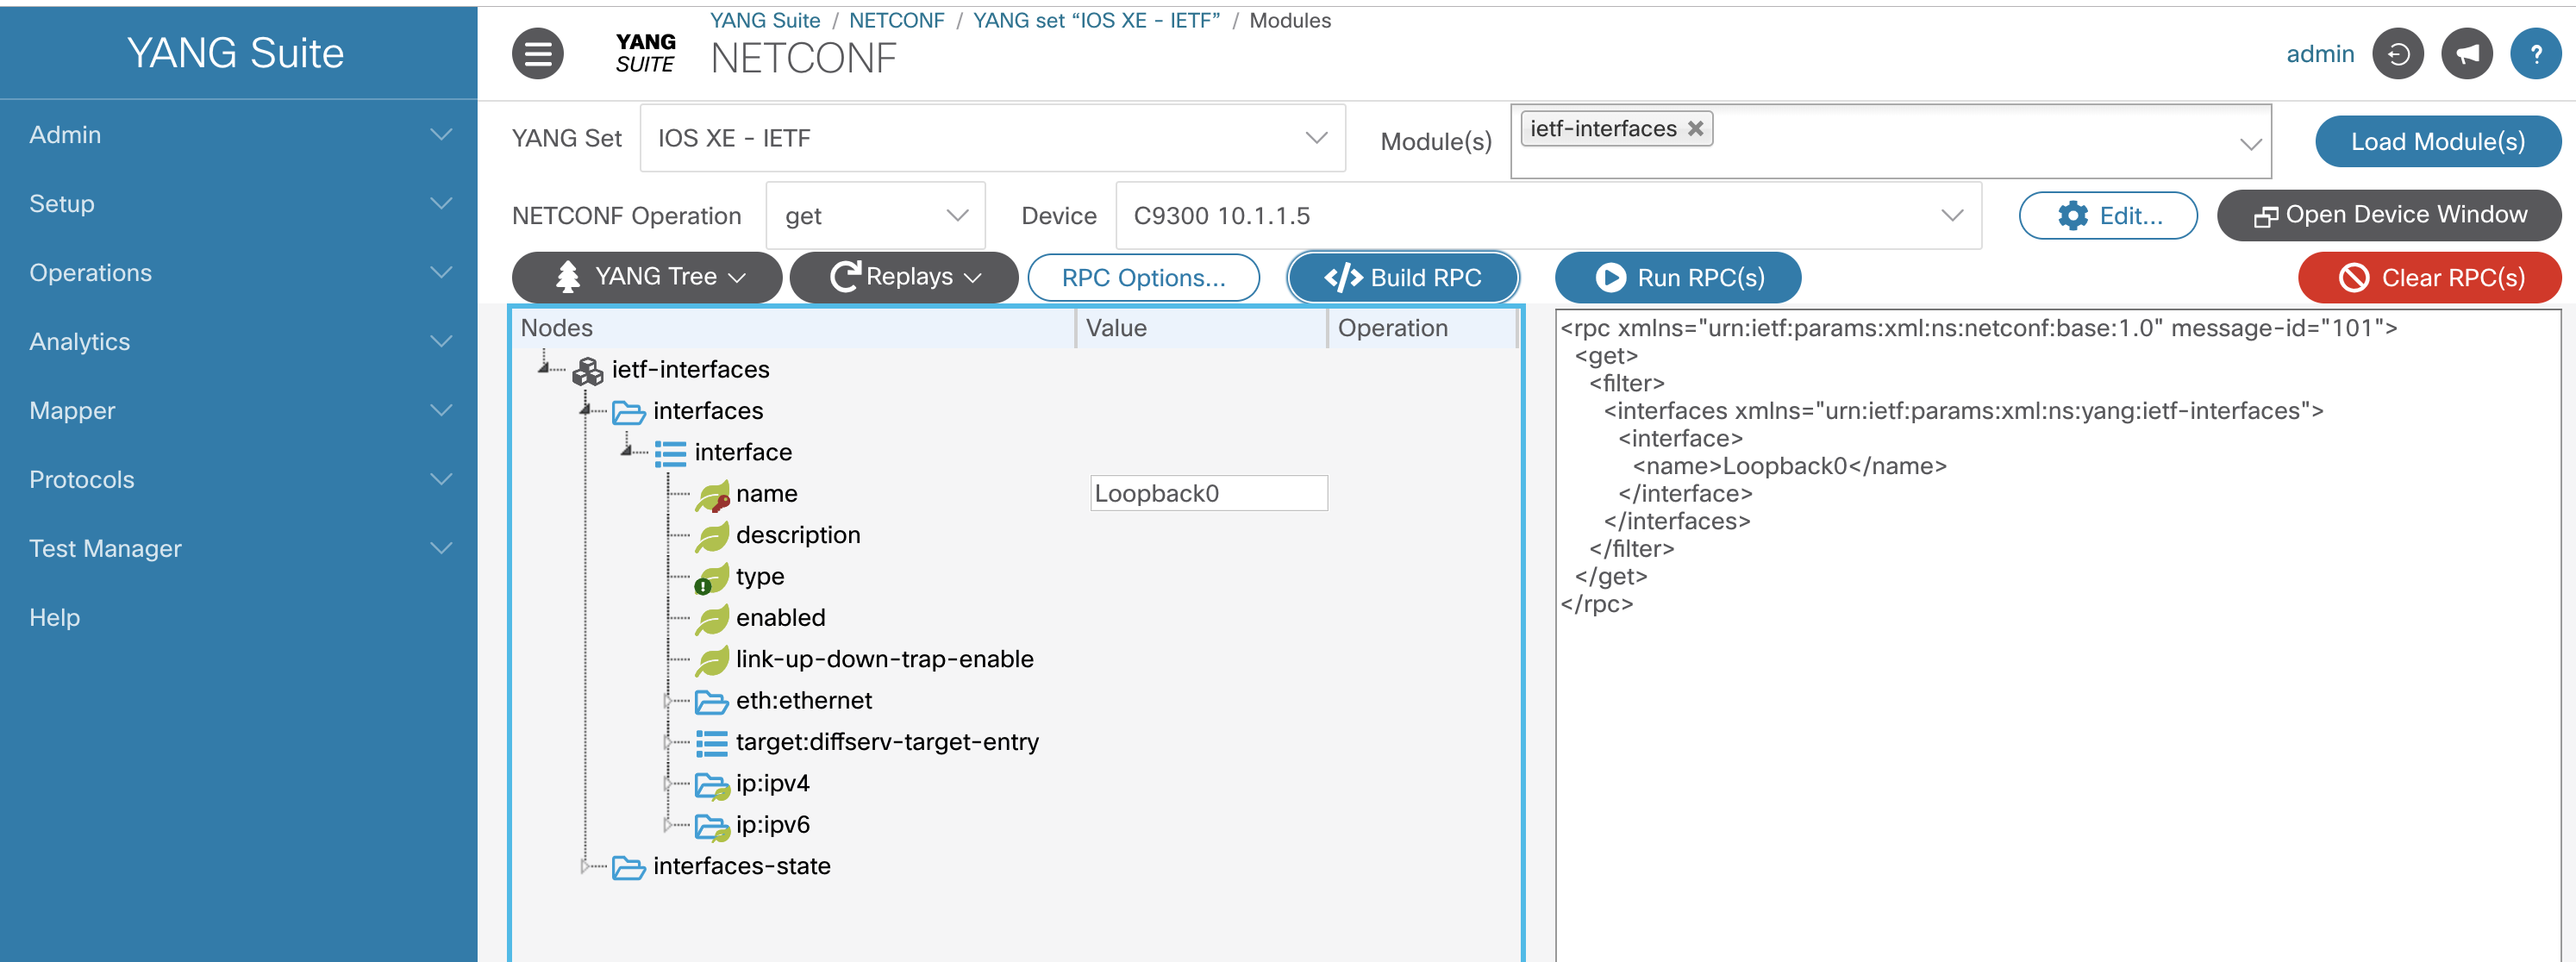 YANG Suite
Admin
Setup
Operations
Analytics
Mapper
Protocols
Test Manager
Help
YANG SUITE
YANG Suite / NETCONF / YANG set “IOS XE - IETF” / Modules
NETCONF
admin
?
YANG Set
IOS XE - IETF
Module(s)
ietf-interfaces
Load Module(s)
NETCONF Operation
get
Device
C9300 10.1.1.5
Edit...
Open Device Window
YANG Tree
Replays
RPC Options...
</> Build RPC
Run RPC(s)
Clear RPC(s)
Nodes Value Operation
ietf-interfaces
interfaces
interface
name Loopback0
description
type
enabled
link-up-down-trap-enable
eth:ethernet
target:diffserv-target-entry
ip:ipv4
ip:ipv6
interfaces-state
<rpc xmlns="urn:ietf:params:xml:ns:netconf:base:1.0" message-id="101">
  <get>
    <filter>
      <interfaces xmlns="urn:ietf:params:xml:ns:yang:ietf-interfaces">
        <interface>
          <name>Loopback0</name>
        </interface>
      </interfaces>
    </filter>
  </get>
</rpc>